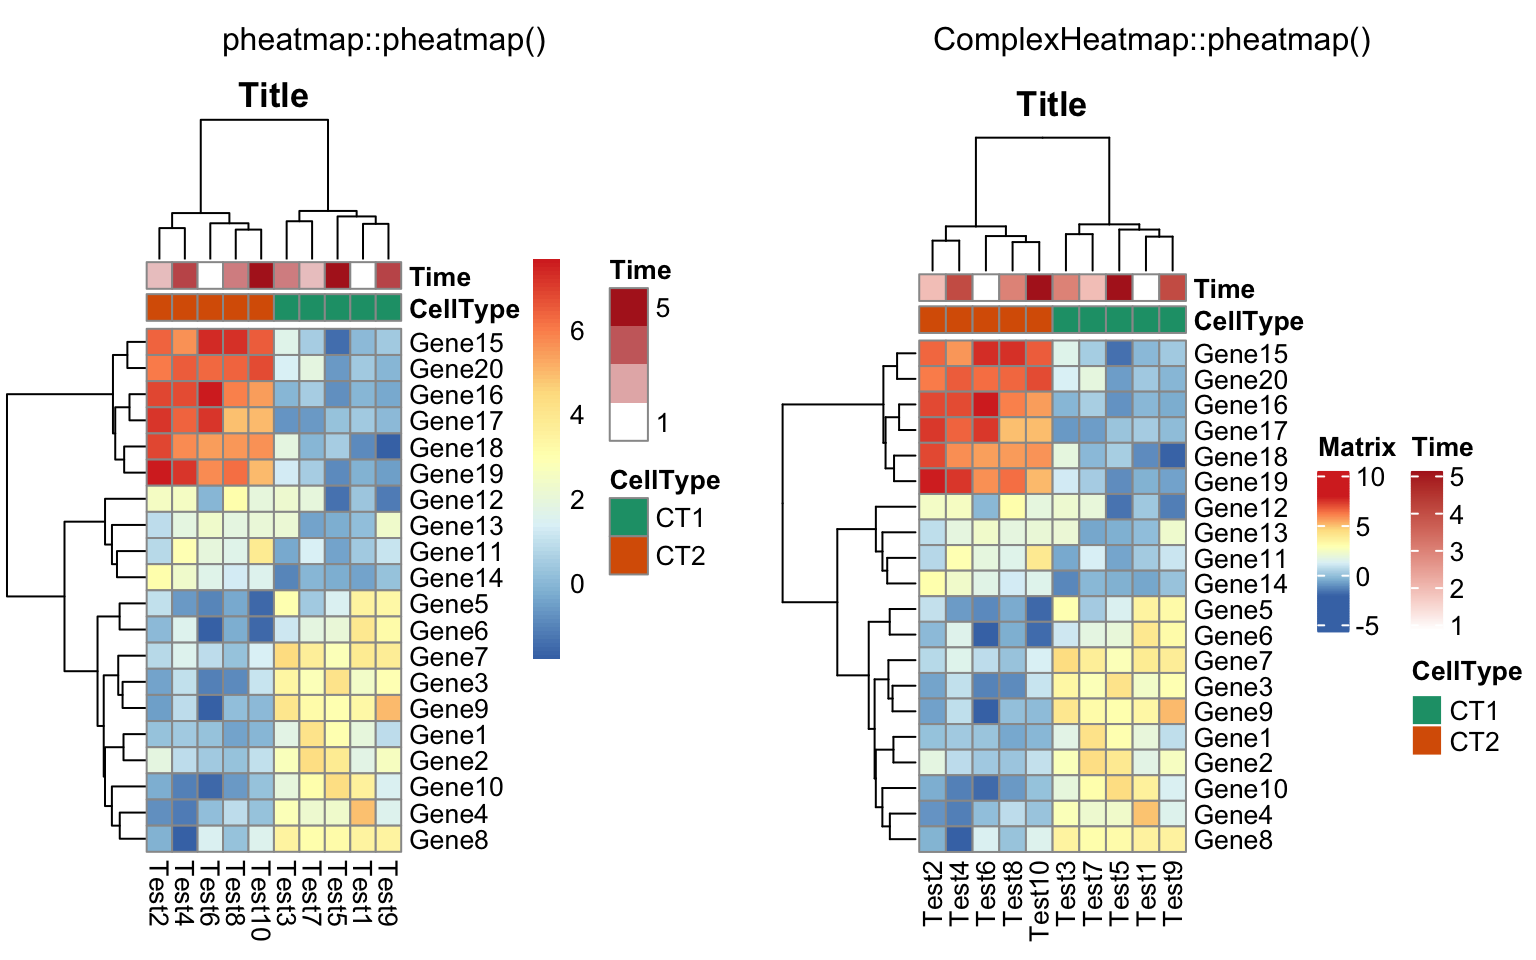 pheatmap::pheatmap()
Title
Time
CellType
Gene15
Gene20
Gene16
Gene17
Gene18
Gene19
Gene12
Gene13
Gene11
Gene14
Gene5
Gene6
Gene7
Gene3
Gene9
Gene1
Gene2
Gene10
Gene4
Gene8
Test2
Test4
Test6
Test8
Test10
Test3
Test7
Test5
Test1
Test9
6
4
2
0
Time
5
1
CellType
CT1
CT2
ComplexHeatmap::pheatmap()
Title
Time
CellType
Gene15
Gene20
Gene16
Gene17
Gene18
Gene19
Gene12
Gene13
Gene11
Gene14
Gene5
Gene6
Gene7
Gene3
Gene9
Gene1
Gene2
Gene10
Gene4
Gene8
Test2
Test4
Test6
Test8
Test10
Test3
Test7
Test5
Test1
Test9
Matrix
10
5
0
-5
Time
5
4
3
2
1
CellType
CT1
CT2